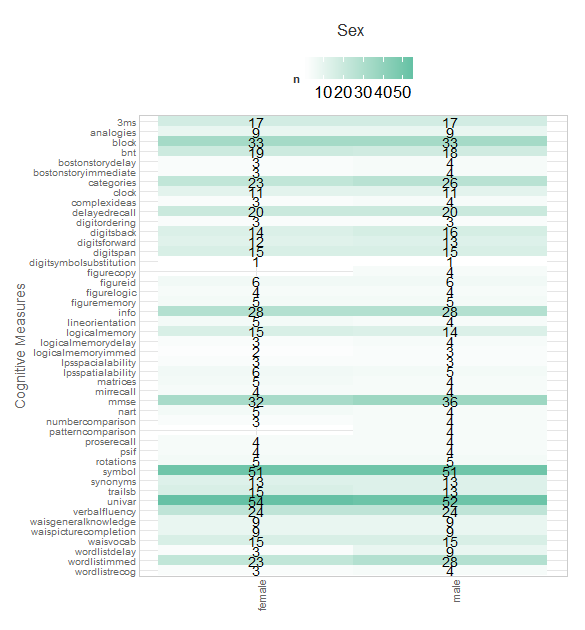 Sex
n
10 20 30 40 50
Cognitive Measures
3ms 17 17
analogies 9 9
block 33 33
bnt 19 18
bostonstorydelay 3 4
bostonstoryimmediate 3 4
categories 23 26
clock 11 11
complexideas 3 4
delayedrecall 20 20
digitordering 3 3
digitsback 14 16
digitsforward 12 13
digitspan 15 15
digitsymbolsubstitution 1 1
figurecopy 4
figureid 6 6
figurelogic 4 4
figurememory 5 5
info 28 28
lineorientation 5 4
logicalmemory 15 14
logicalmemorydelay 3 4
logicalmemoryimmed 2 3
lpsspacialability 3 3
lpsspatialability 6 5
matrices 5 4
mirrecall 4 4
mmse 32 36
nart 5 4
numbercomparison 3 4
patterncomparison 4
proserecall 4 4
psif 4 4
rotations 5 5
symbol 51 51
synonyms 13 13
trailsb 15 13
univar 54 52
verbalfluency 24 24
waisgeneralknowledge 9 9
waispicturecompletion 9 9
waisvocab 15 15
wordlistdelay 3 9
wordlistimmed 23 28
wordlistrecog 3 4
female male